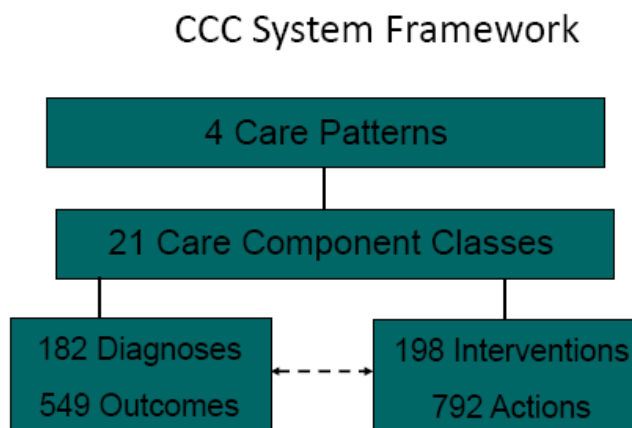 CCC System Framework
4 Care Patterns
21 Care Component Classes
182 Diagnoses
549 Outcomes
198 Interventions
792 Actions